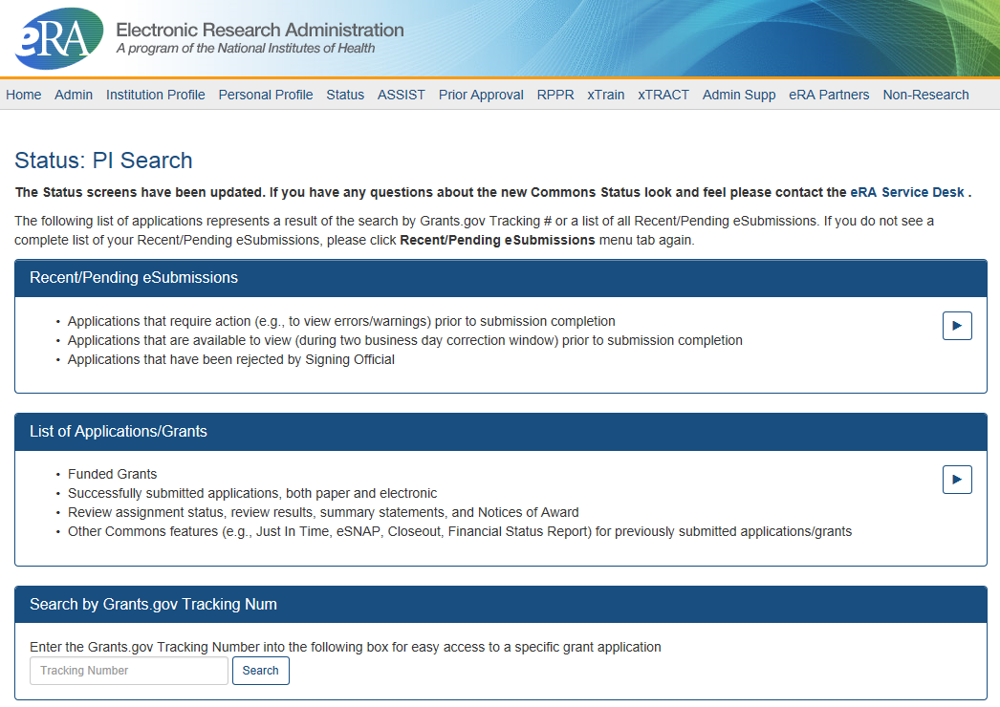 eRA
Electronic Research Administration
A program of the National Institutes of Health
Home Admin Institution Profile Personal Profile Status ASSIST Prior Approval RPPR xTrain xTRACT Admin Supp eRA Partners Non-Research
Status: PI Search
The Status screens have been updated. If you have any questions about the new Commons Status look and feel please contact the eRA Service Desk .
The following list of applications represents a result of the search by Grants.gov Tracking # or a list of all Recent/Pending eSubmissions. If you do not see a
complete list of your Recent/Pending eSubmissions, please click Recent/Pending eSubmissions menu tab again.
Recent/Pending eSubmissions
• Applications that require action (e.g., to view errors/warnings) prior to submission completion
• Applications that are available to view (during two business day correction window) prior to submission completion
• Applications that have been rejected by Signing Official
List of Applications/Grants
• Funded Grants
• Successfully submitted applications, both paper and electronic
• Review assignment status, review results, summary statements, and Notices of Award
• Other Commons features (e.g., Just In Time, eSNAP, Closeout, Financial Status Report) for previously submitted applications/grants
Search by Grants.gov Tracking Num
Enter the Grants.gov Tracking Number into the following box for easy access to a specific grant application
Tracking Number Search